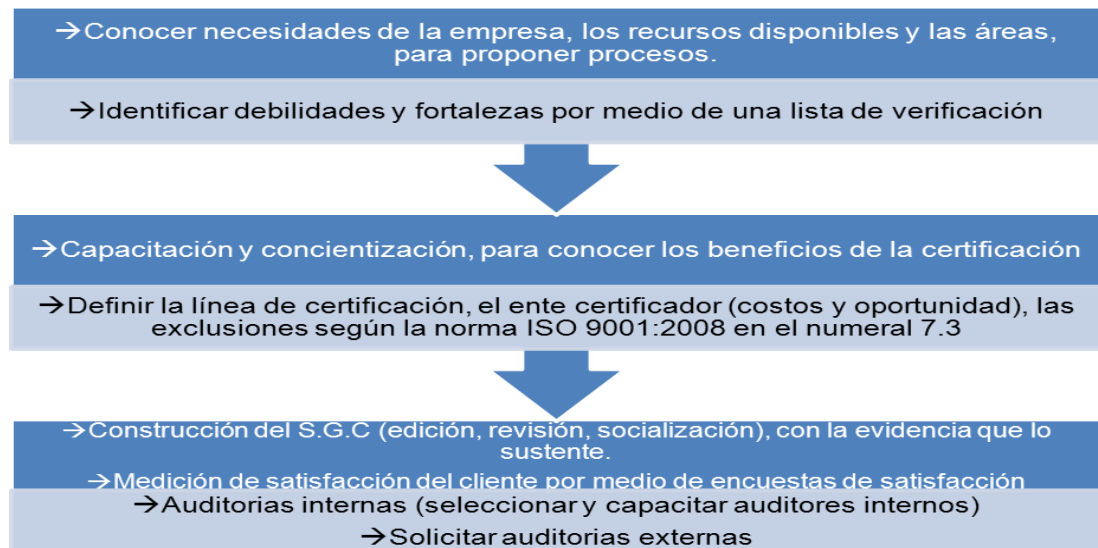 →Conocer necesidades de la empresa, los recursos disponibles y las áreas,
para proponer procesos.
→Identificar debilidades y fortalezas por medio de una lista de verificación
→Capacitación y concientización, para conocer los beneficios de la certificación
→Definir la línea de certificación, el ente certificador (costos y oportunidad), las
exclusiones según la norma ISO 9001:2008 en el numeral 7.3
→Construcción del S.G.C (edición, revisión, socialización), con la evidencia que lo
sustente.
→Medición de satisfacción del cliente por medio de encuestas de satisfacción
→Auditorias internas (seleccionar y capacitar auditores internos)
→Solicitar auditorias externas